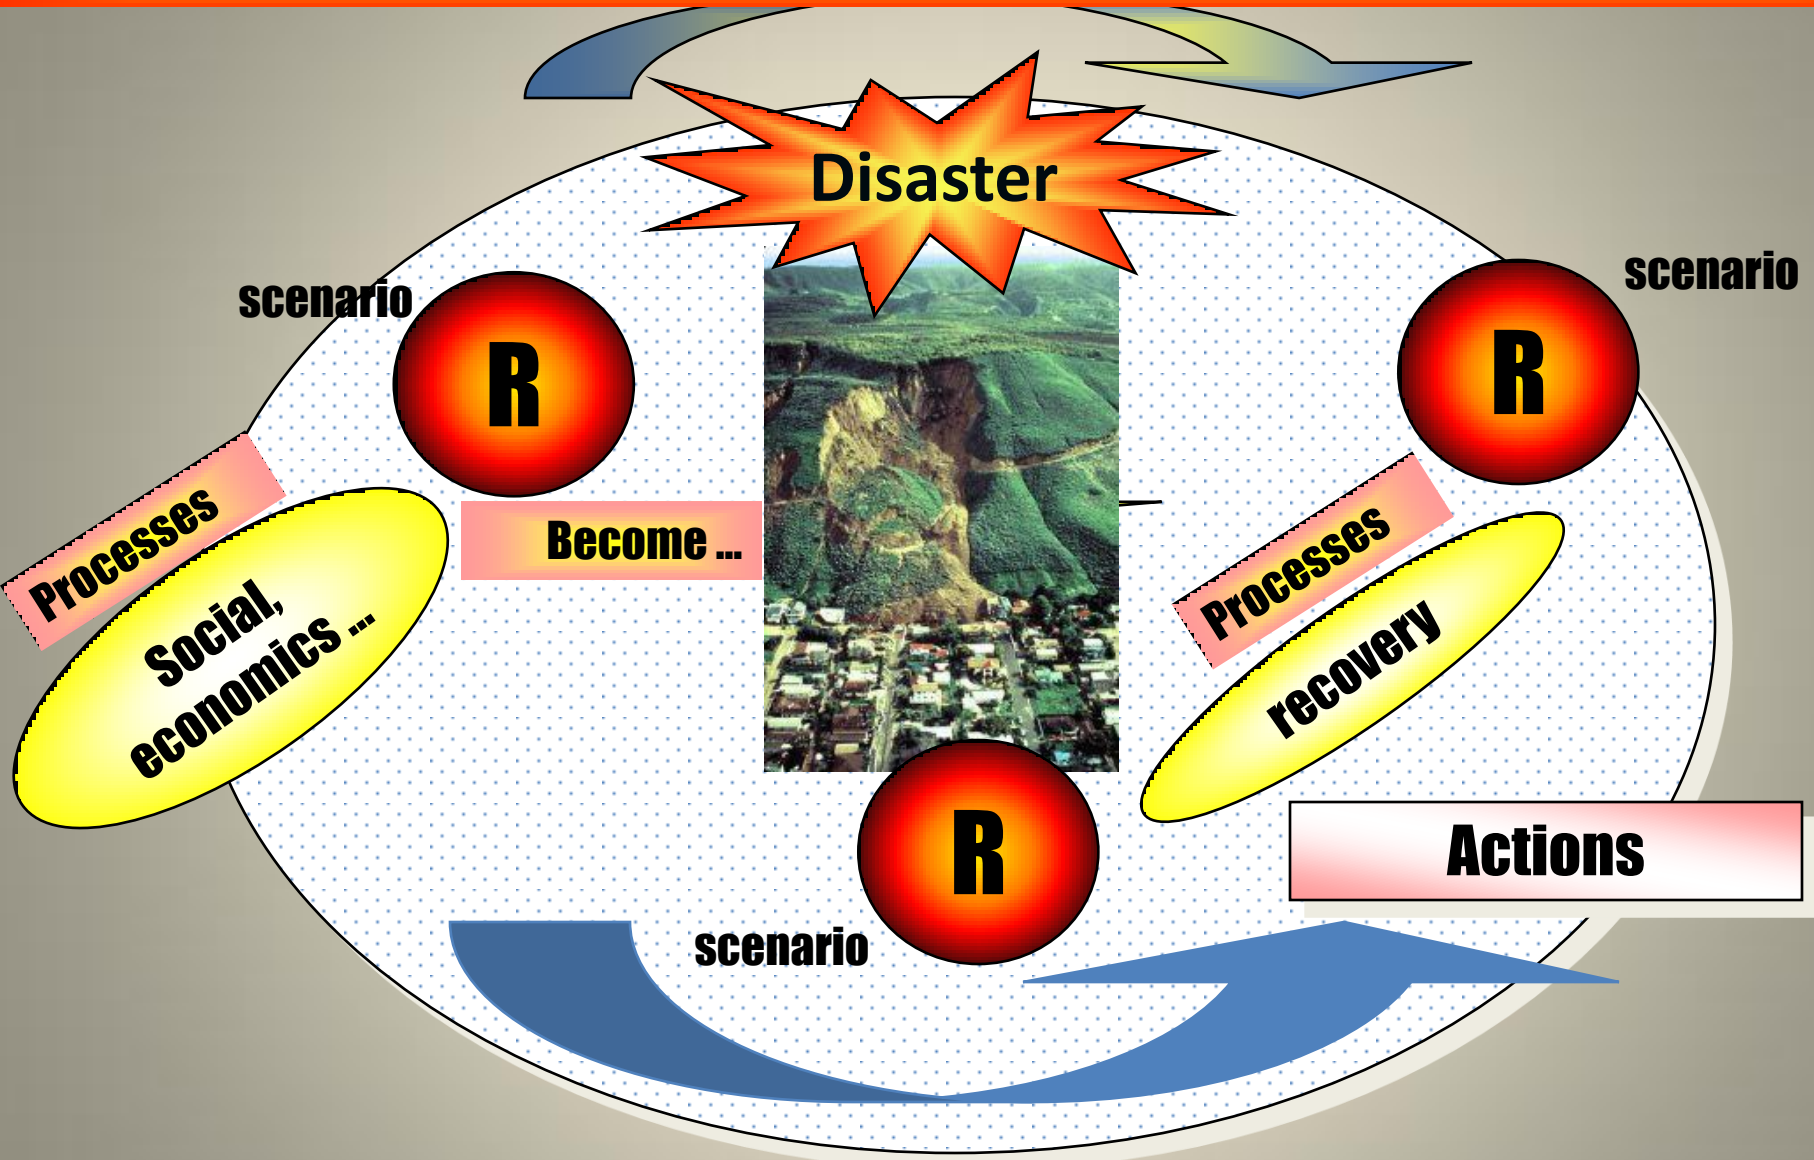 Disaster
scenario
R
scenario
R
Processes
Social,
economics ...
Become ...
Processes
recovery
R
scenario
Actions